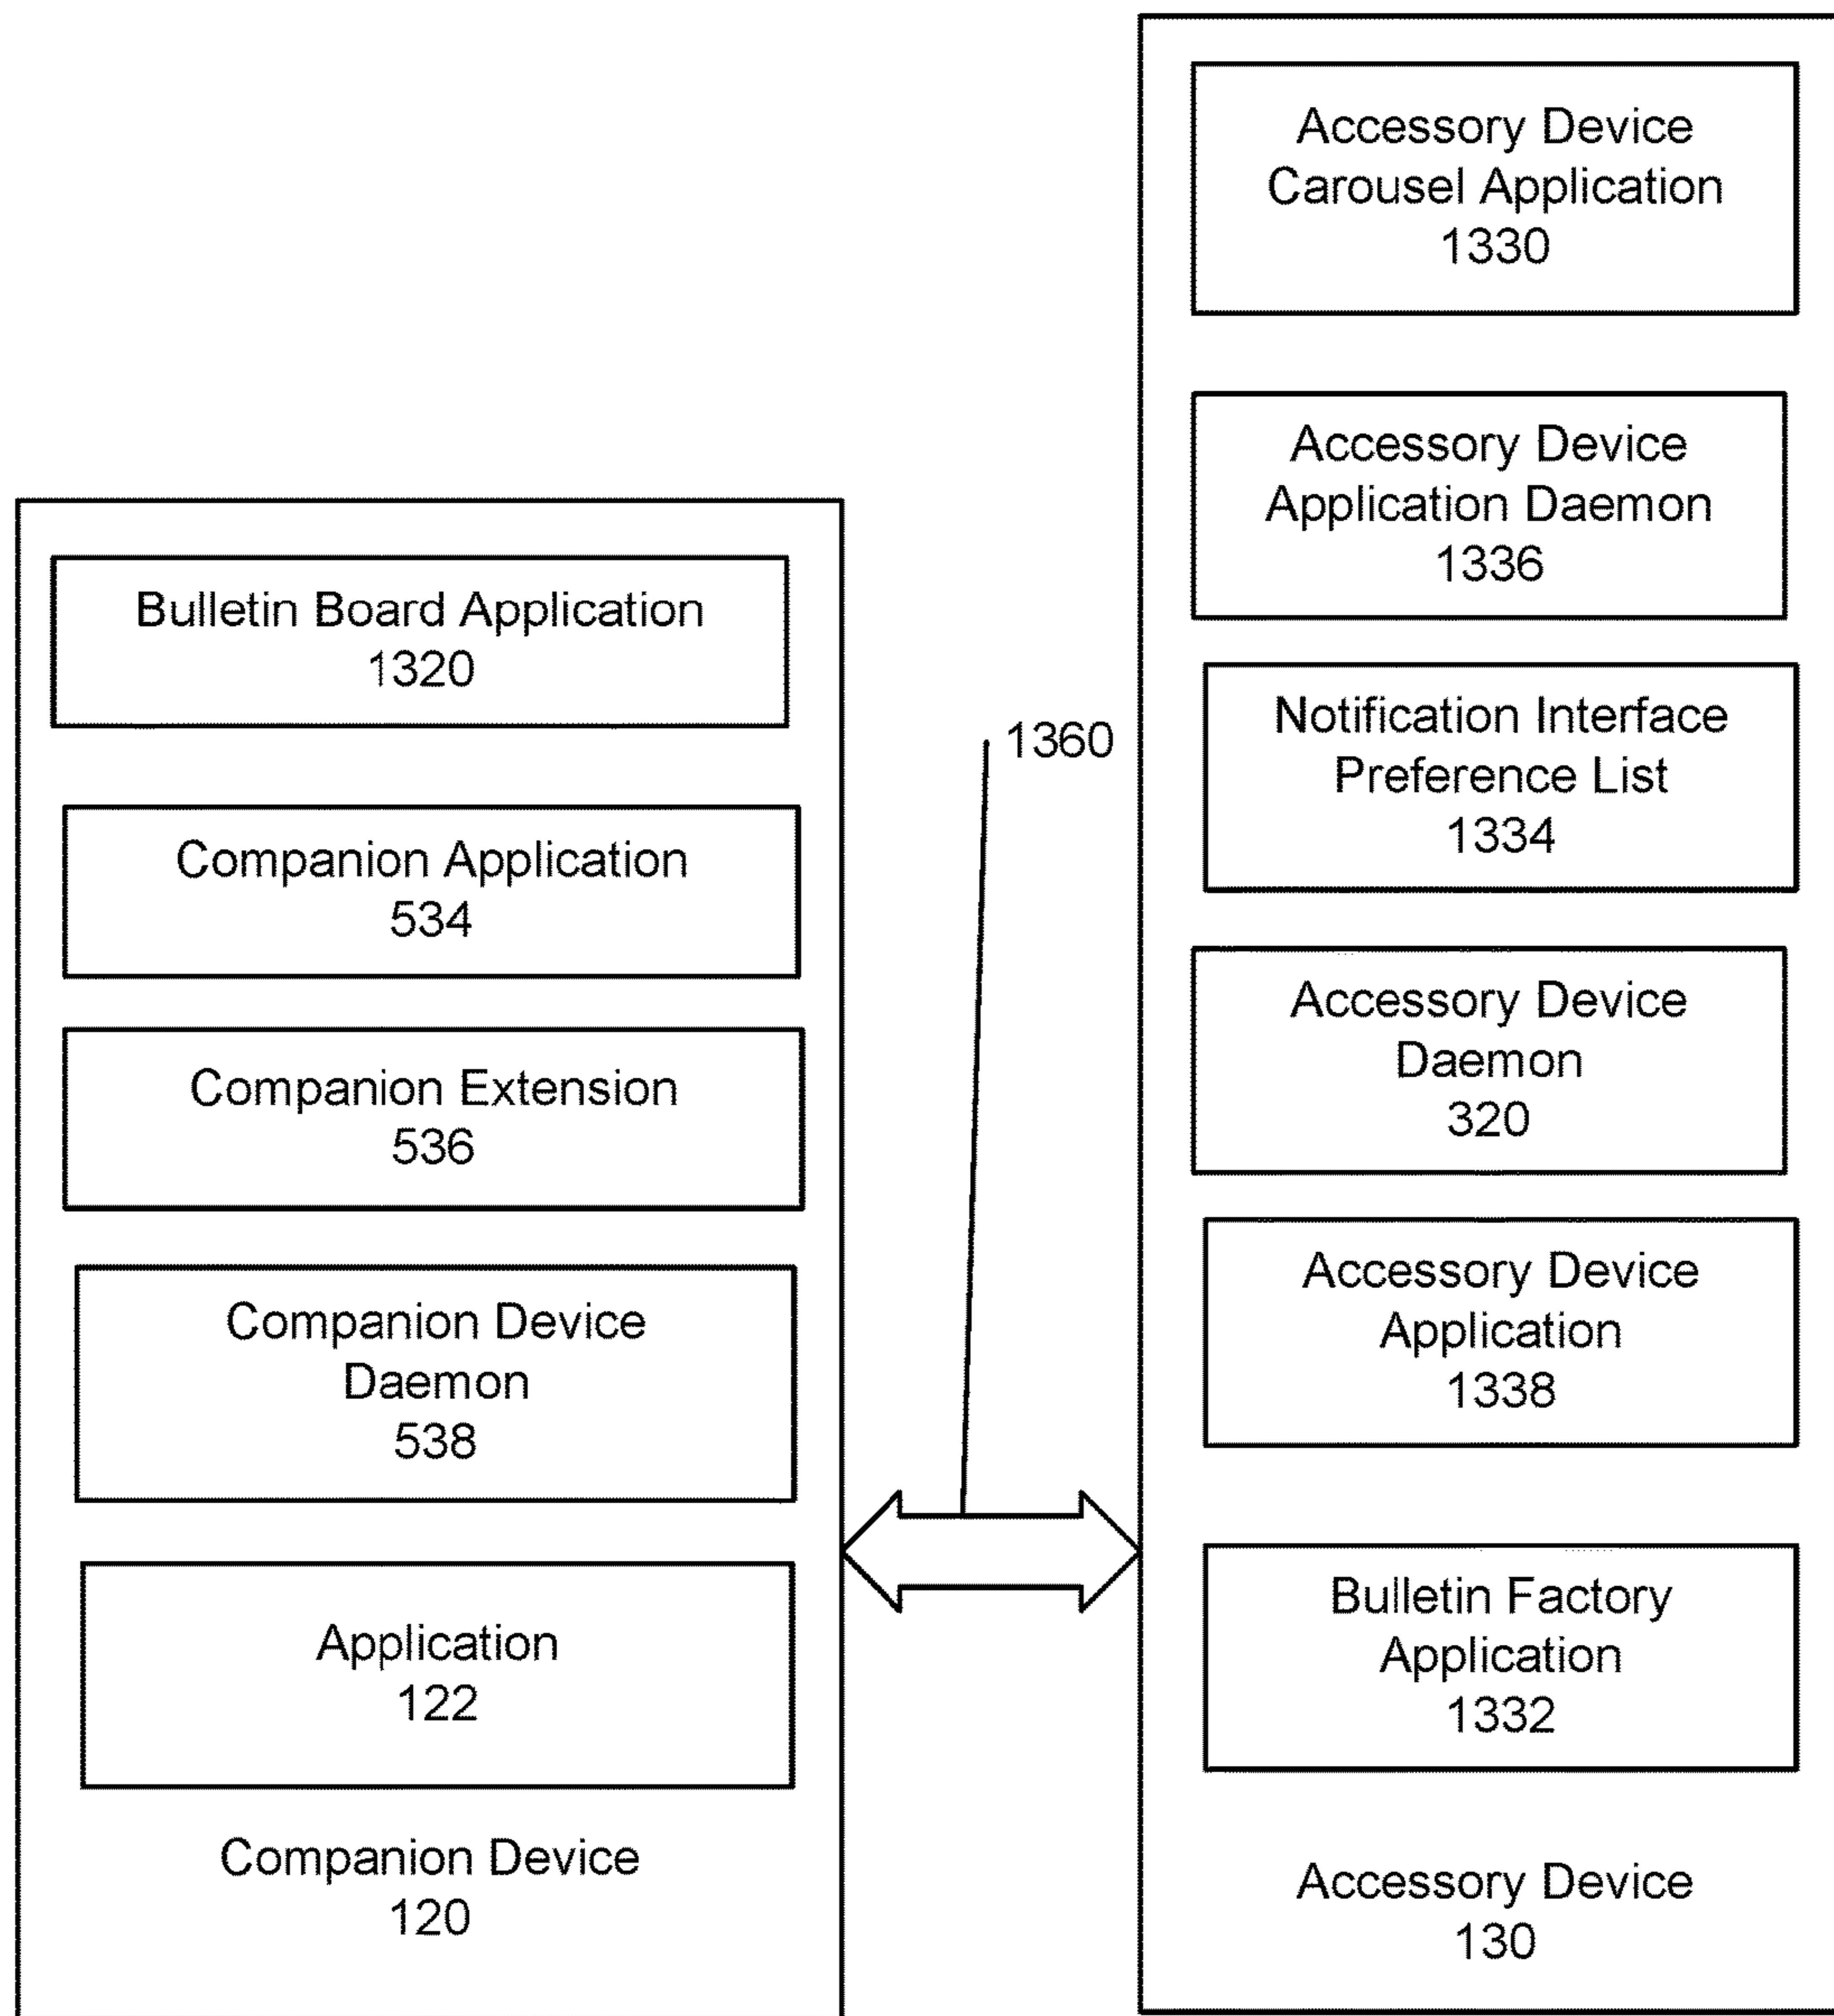 Bulletin Board Application
1320
Companion Application
534
Companion Extension
536
Companion Device
Daemon
538
Application
122
Companion Device
120
1360
Accessory Device
Carousel Application
1330
Accessory Device
Application Daemon
1336
Notification Interface
Preference List
1334
Accessory Device
Daemon
320
Accessory Device
Application
1338
Bulletin Factory
Application
1332
Accessory Device
130